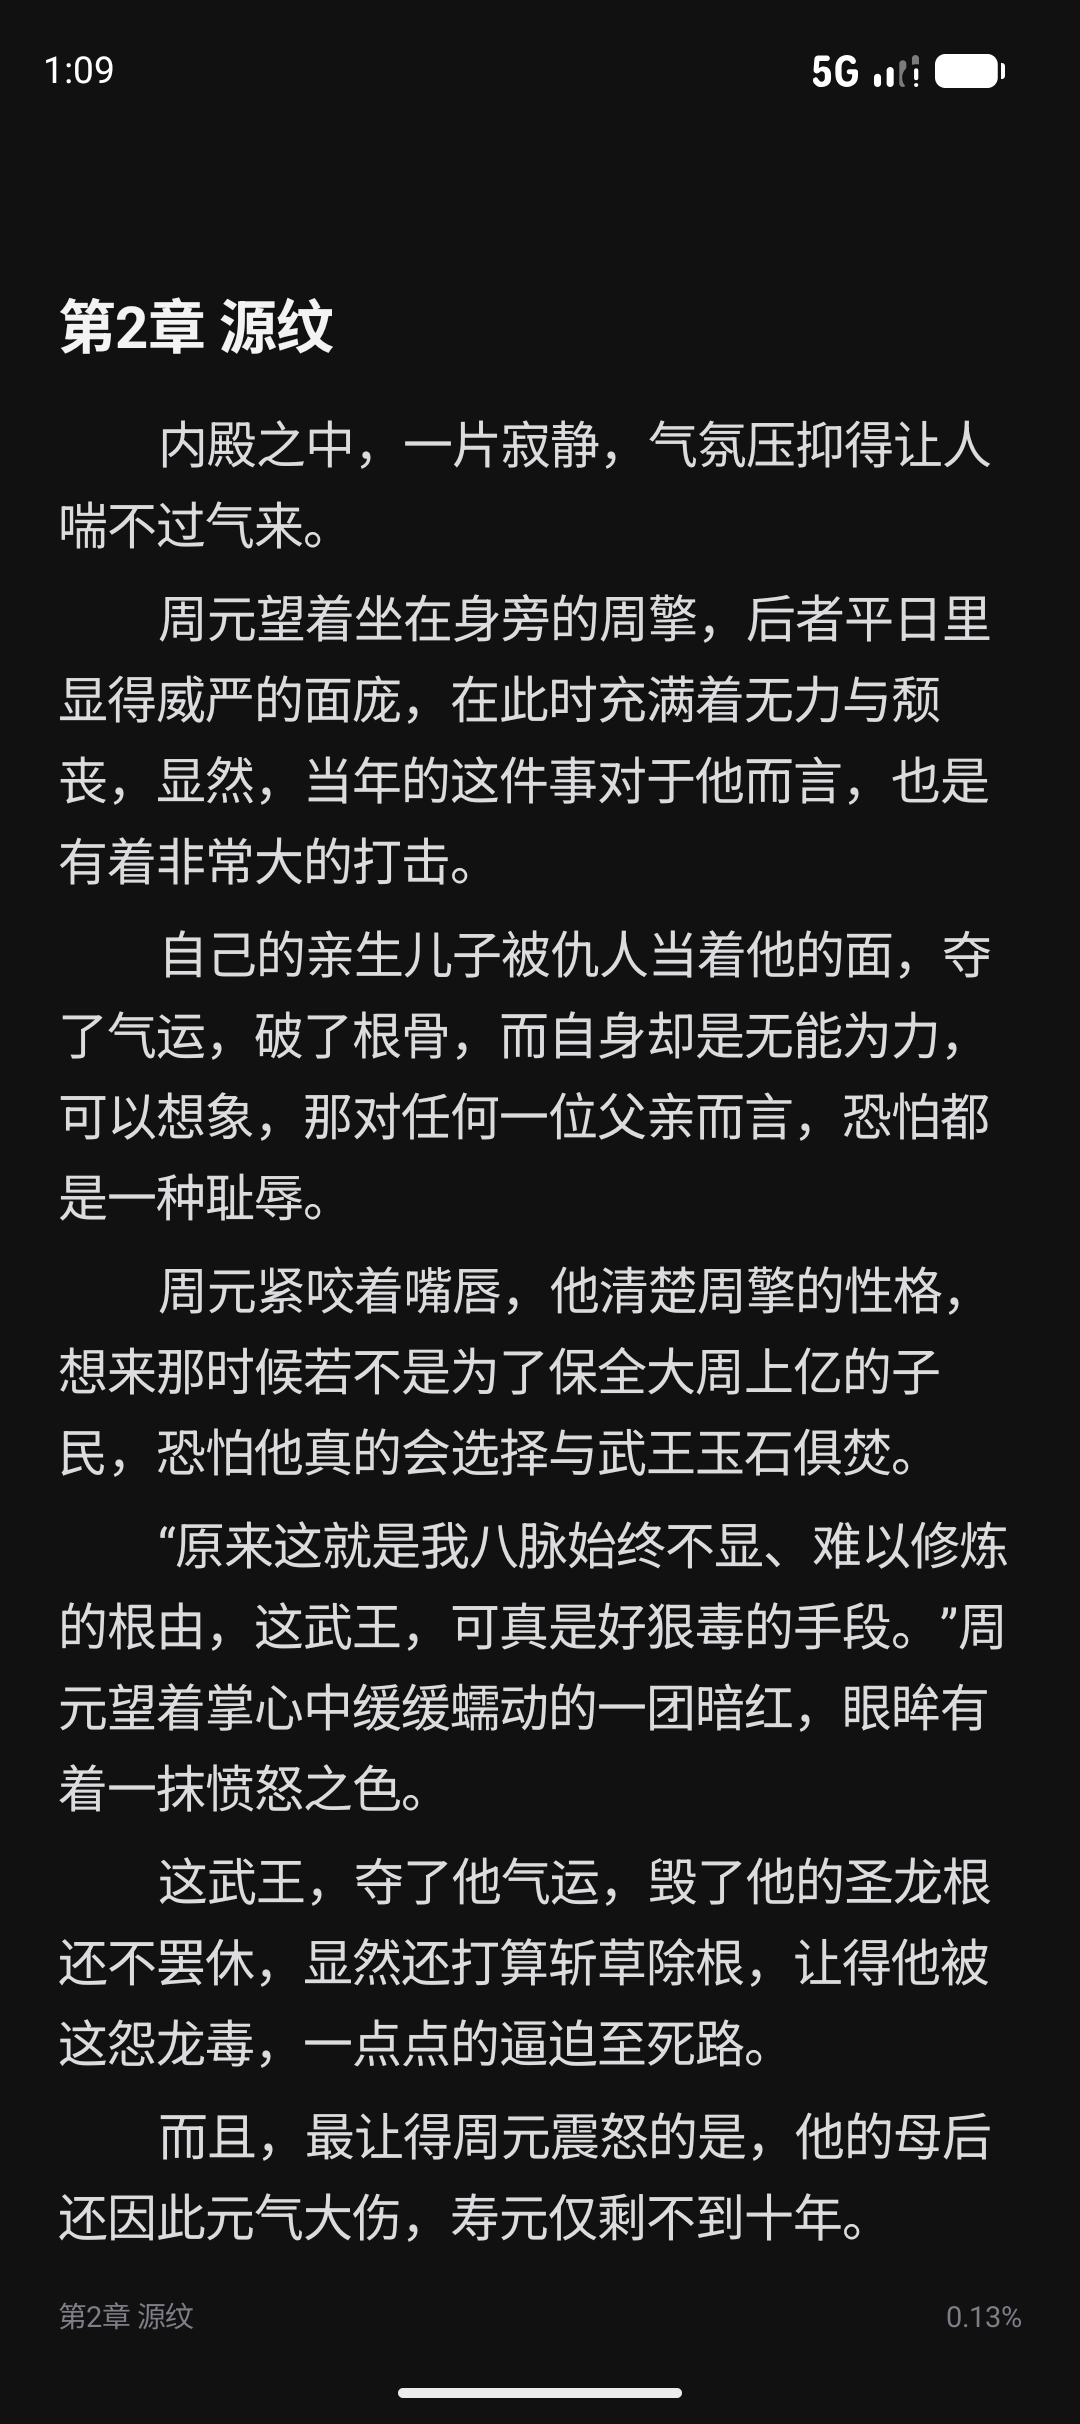 1:09
5G
第2章 源纹
内殿之中，一片寂静，气氛压抑得让人
喘不过气来。
周元望着坐在身旁的周擎，后者平日里
显得威严的面庞，在此时充满着无力与颓
丧，显然，当年的这件事对于他而言，也是
有着非常大的打击。
自己的亲生儿子被仇人当着他的面，夺
了气运，破了根骨，而自身却是无能为力，
可以想象，那对任何一位父亲而言，恐怕都
是一种耻辱。
周元紧咬着嘴唇，他清楚周擎的性格，
想来那时候若不是为了保全大周上亿的子
民，恐怕他真的会选择与武王玉石俱焚。
“原来这就是我八脉始终不显、难以修炼
的根由，这武王，可真是好狠毒的手段。”周
元望着掌心中缓缓蠕动的一团暗红，眼眸有
着一抹愤怒之色。
这武王，夺了他气运，毁了他的圣龙根
还不罢休，显然还打算斩草除根，让得他被
这怨龙毒，一点点的逼迫至死路。
而且，最让得周元震怒的是，他的母后
还因此元气大伤，寿元仅剩不到十年。
第2章 源纹
0.13%